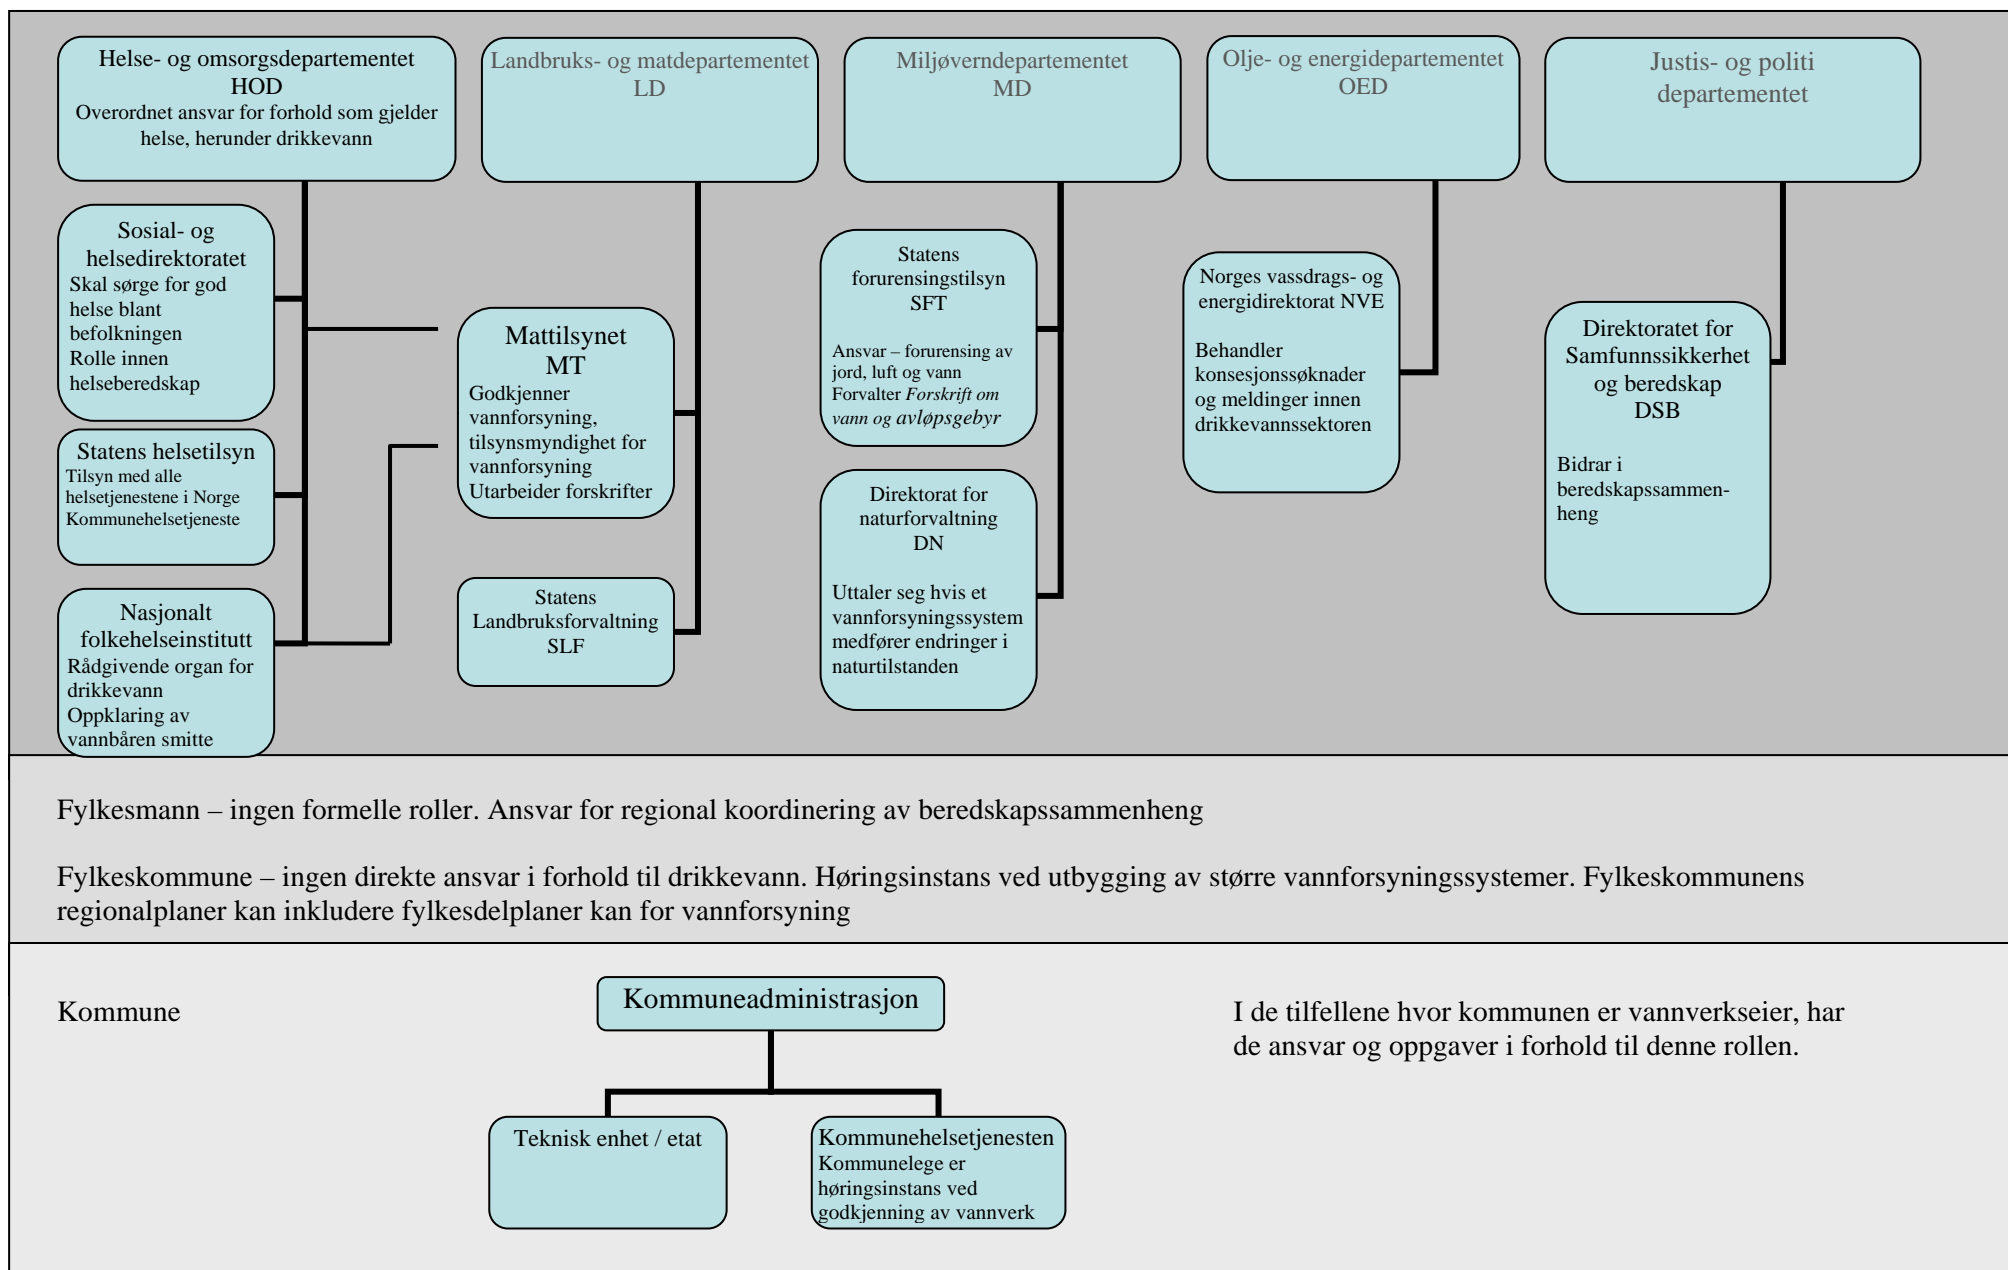 Helse- og omsorgsdepartementet
HOD
Overordnet ansvar for forhold som gjelder
helse, herunder drikkevann
Landbruks- og matdepartementet
LD
Miljøverndepartementet
MD
Olje- og energidepartementet
OED
Justis- og politi
departementet
Sosial- og
helsedirektoratet
Skal sørge for god
helse blant
befolkningen
Rolle innen
helseberedskap
Statens helsetilsyn
Tilsyn med alle
helsetjenestene i Norge
Kommunehelsetjeneste
Nasjonalt
folkehelseinstitutt
Rådgivende organ for
drikkevann
Oppklaring av
vannbåren smitte
Mattilsynet
MT
Godkjenner
vannforsyning,
tilsynsmyndighet for
vannforsyning
Utarbeider forskrifter
Statens
Landbruksforvaltning
SLF
Statens
forurensingstilsyn
SFT
Ansvar – forurensing av
jord, luft og vann
Forvalter Forskrift om
vann og avløpsgebyr
Direktorat for
naturforvaltning
DN
Uttaler seg hvis et
vannforsyningssystem
medfører endringer i
naturtilstanden
Norges vassdrags- og
energidirektorat NVE
Behandler
konsesjonssøknader
og meldinger innen
drikkevannssektoren
Direktoratet for
Samfunnssikkerhet
og beredskap
DSB
Bidrar i
beredskapssammen-
heng
Fylkesmann – ingen formelle roller. Ansvar for regional koordinering av beredskapssammenheng
Fylkeskommune – ingen direkte ansvar i forhold til drikkevann. Høringsinstans ved utbygging av større vannforsyningssystemer. Fylkeskommunens
regionalplaner kan inkludere fylkesdelplaner kan for vannforsyning
Kommune
Kommuneadministrasjon
Teknisk enhet / etat
Kommunehelsetjenesten
Kommunelege er
høringsinstans ved
godkjenning av vannverk
I de tilfellene hvor kommunen er vannverkseier, har
de ansvar og oppgaver i forhold til denne rollen.